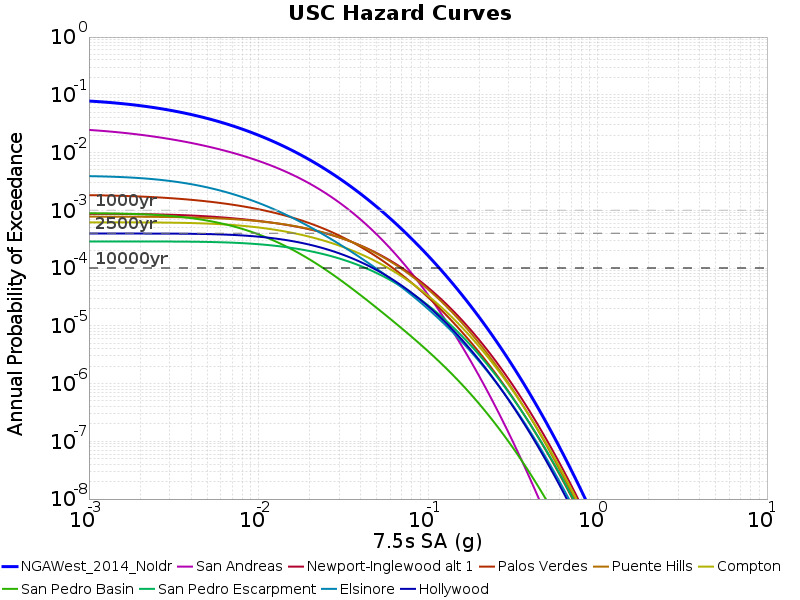 USC Hazard Curves
Annual Probability of Exceedance
10^0
10^-1
10^-2
10^-3
10^-4
10^-5
10^-6
10^-7
10^-8
1000yr
2500yr
10000yr
10^-3 10^-2 10^-1 10^0 10^1
7.5s SA (g)
NGAWest_2014_NoIdr San Andreas Newport-Inglewood alt 1 Palos Verdes Puente Hills Compton
San Pedro Basin San Pedro Escarpment Elsinore Hollywood